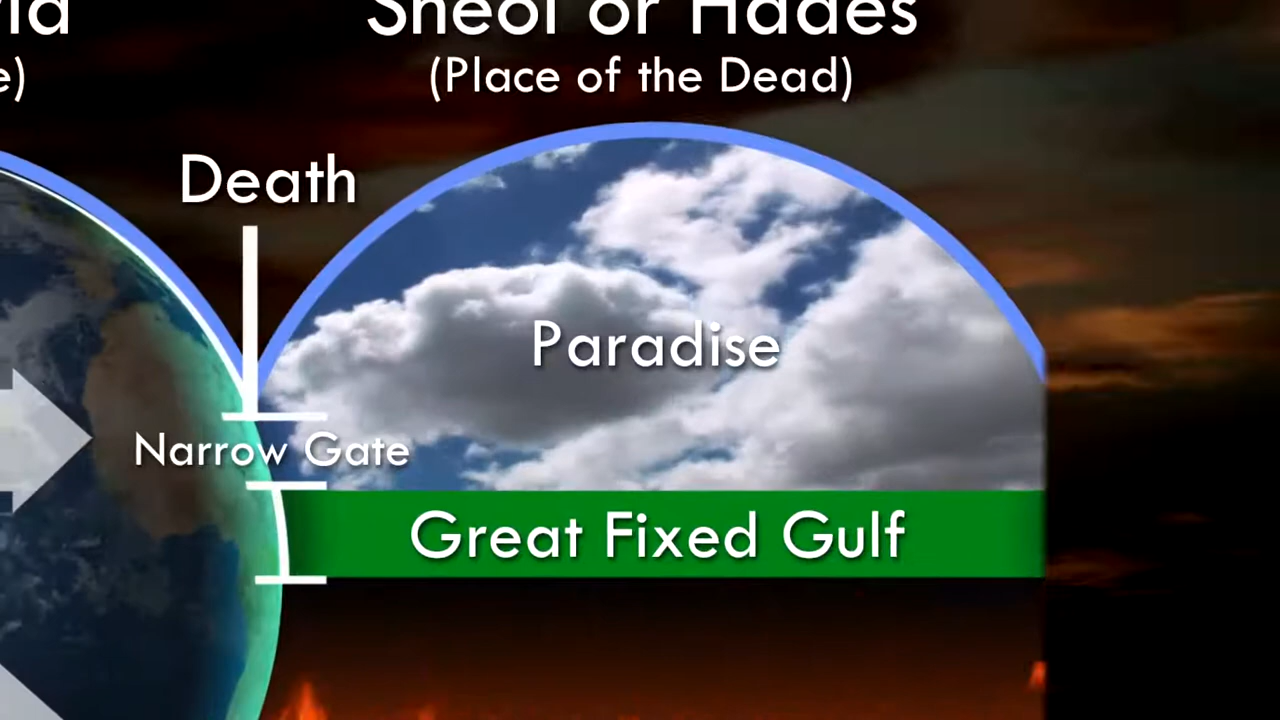 Sheol or Hades
(Place of the Dead)
Death
Paradise
Narrow Gate
Great Fixed Gulf